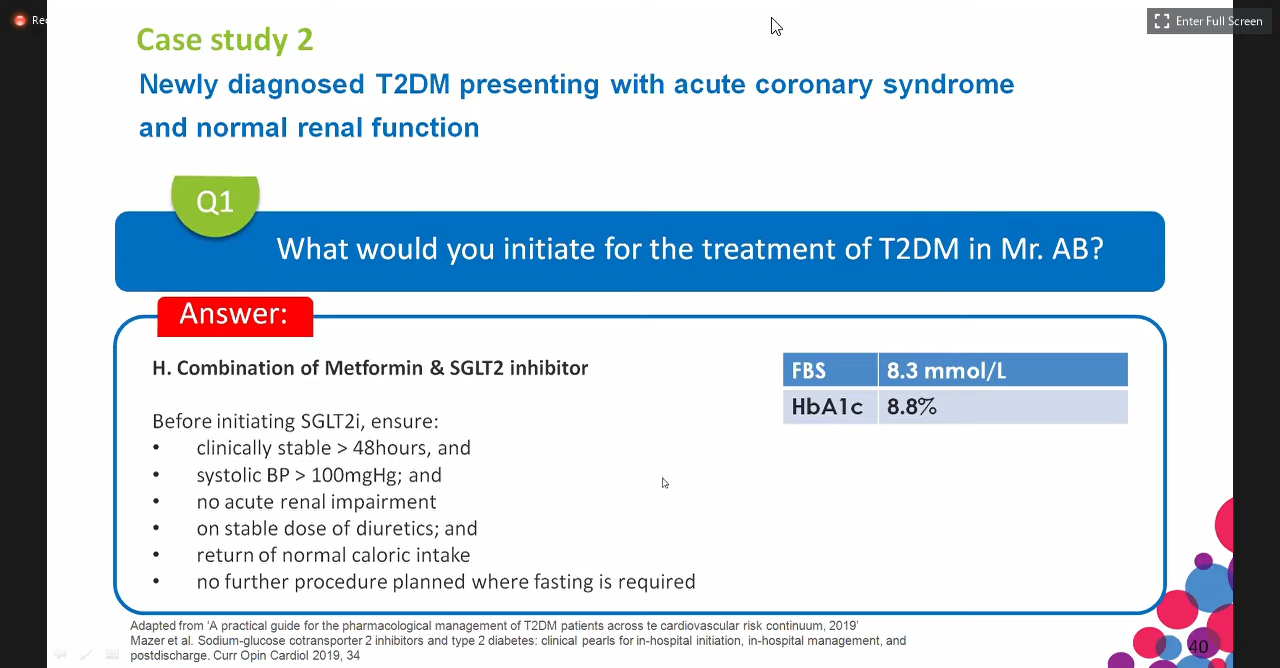 Enter Full Screen
Case study 2
Newly diagnosed T2DM presenting with acute coronary syndrome
and normal renal function
Q1
What would you initiate for the treatment of T2DM in Mr. AB?
Answer:
H. Combination of Metformin & SGLT2 inhibitor
FBS 8.3 mmol/L
HbA1c 8.8%
Before initiating SGLT2i, ensure:
• clinically stable > 48hours, and
• systolic BP > 100mgHg; and
• no acute renal impairment
• on stable dose of diuretics; and
• return of normal caloric intake
• no further procedure planned where fasting is required
Adapted from ‘A practical guide for the pharmacological management of T2DM patients across te cardiovascular risk continuum, 2019’
Mazer et al. Sodium-glucose cotransporter 2 inhibitors and type 2 diabetes: clinical pearls for in-hospital initiation, in-hospital management, and
postdischarge. Curr Opin Cardiol 2019, 34
40